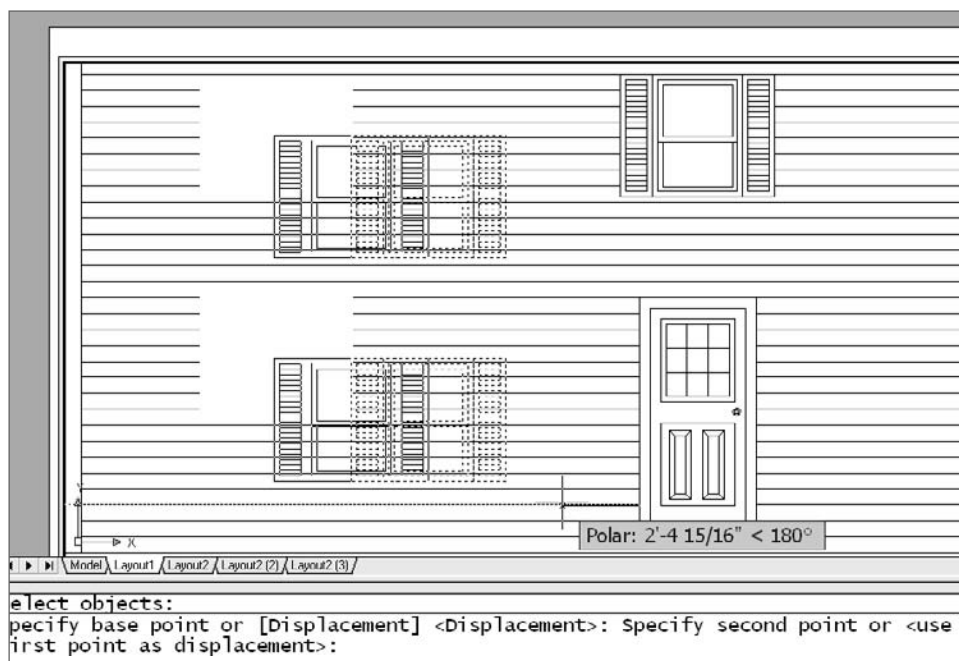 Y
X
Polar: 2'-4 15/16" < 180°
Model Layout1 Layout2 Layout2 (2) Layout2 (3)
elect objects:
pecify base point or [Displacement] <Displacement>: Specify second point or <use
irst point as displacement>: